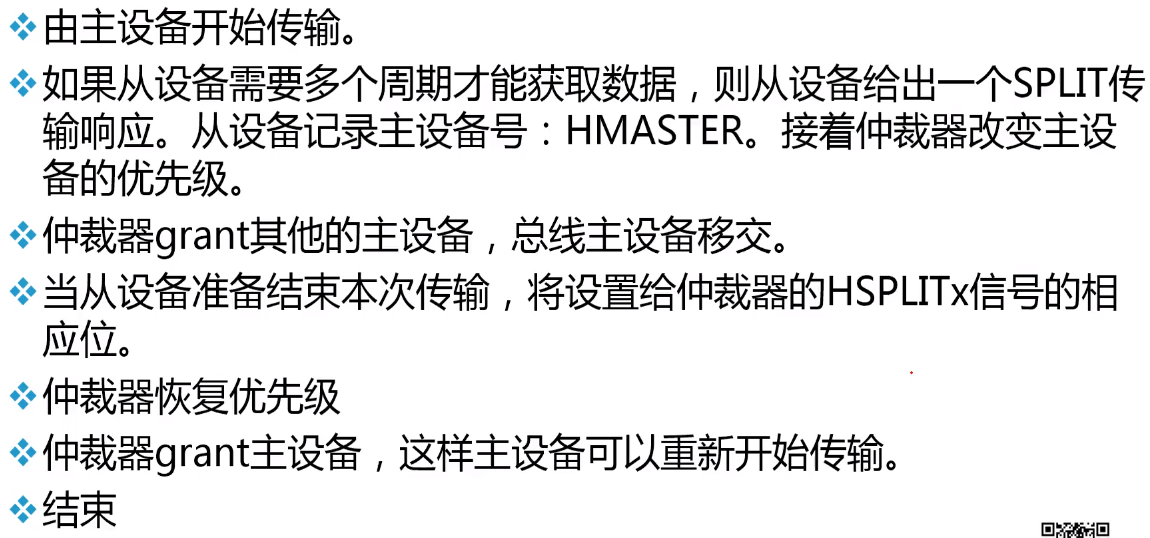 由主设备开始传输。
如果从设备需要多个周期才能获取数据，则从设备给出一个SPLIT传
输响应。从设备记录主设备号：HMASTER。接着仲裁器改变主设
备的优先级。
仲裁器grant其他的主设备，总线主设备移交。
当从设备准备结束本次传输，将设置给仲裁器的HSPLITx信号的相
应位。
仲裁器恢复优先级
仲裁器grant主设备，这样主设备可以重新开始传输。
结束